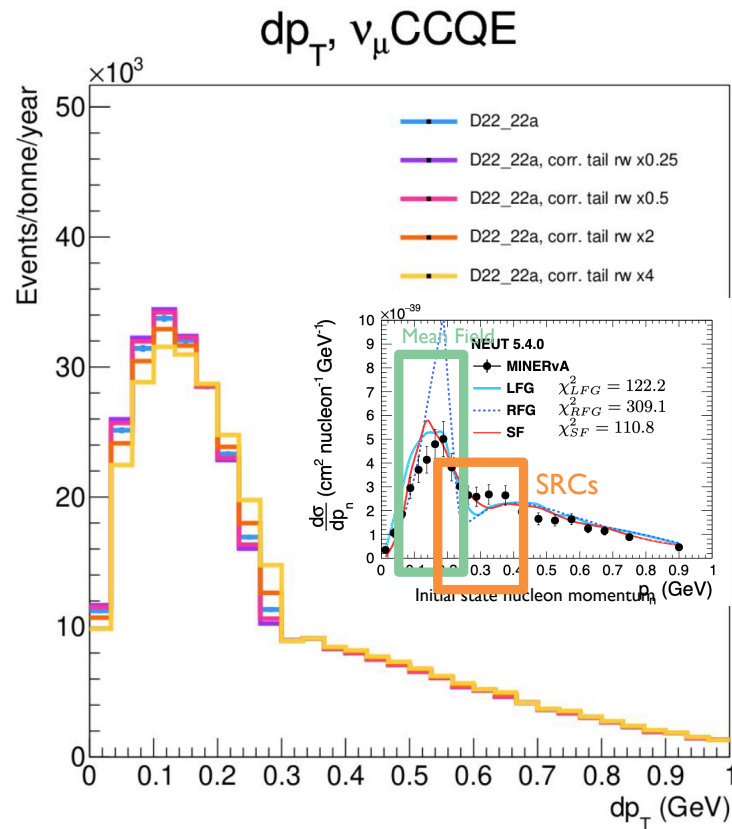 dp_T, ν_μCCQE
×10³
Events/tonne/year
50
40
30
20
10
0
D22_22a
D22_22a, corr. tail rw x0.25
D22_22a, corr. tail rw x0.5
D22_22a, corr. tail rw x2
D22_22a, corr. tail rw x4
×10⁻³⁹
dσ/dp_n (cm² nucleon⁻¹ GeV⁻¹)
10
9
8
7
6
5
4
3
2
1
0
Mean Field
NEUT 5.4.0
MINERvA
LFG χ²_LFG = 122.2
RFG χ²_RFG = 309.1
SF χ²_SF = 110.8
SRCs
0 0.1 0.2 0.3 0.4 0.5 0.6 0.7 0.8 0.9 1
p_n (GeV)
Initial state nucleon momentum
0 0.1 0.2 0.3 0.4 0.5 0.6 0.7 0.8 0.9 1
dp_T (GeV)